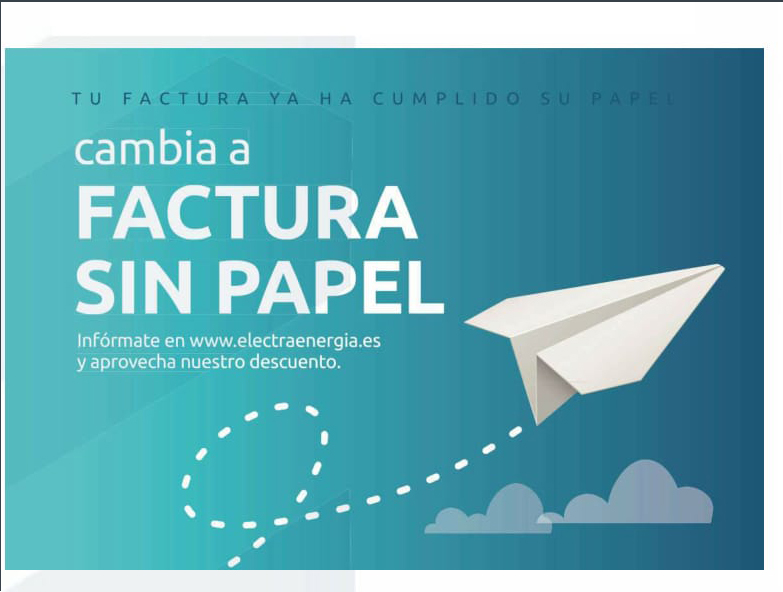 TU FACTURA YA HA CUMPLIDO SU PAPEL
cambia a
FACTURA
SIN PAPEL
Infórmate en www.electraenergia.es
y aprovecha nuestro descuento.